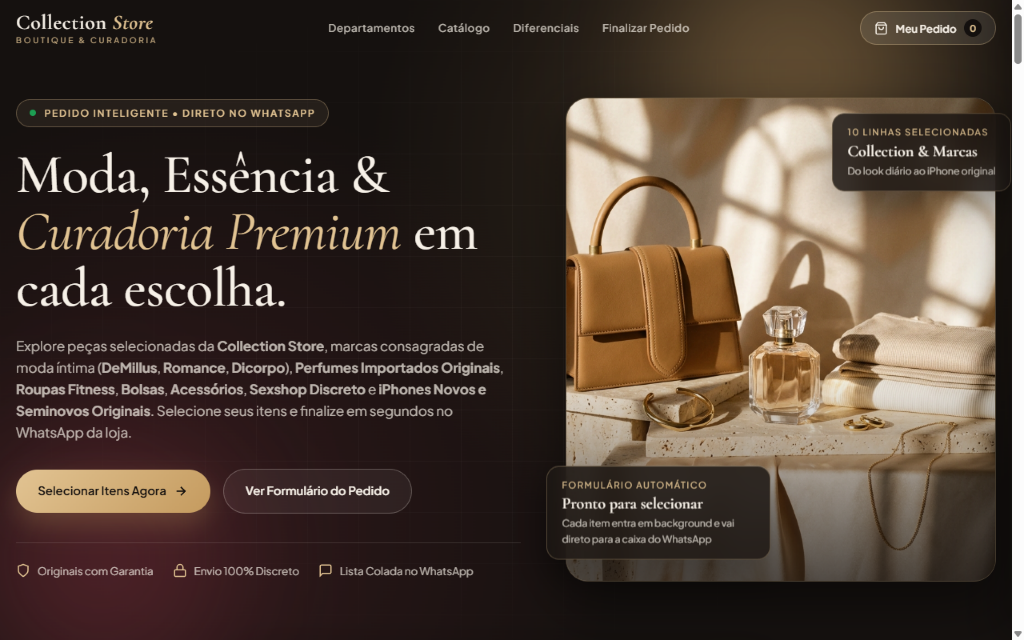 Collection Store
BOUTIQUE & CURADORIA
Departamentos
Catálogo
Diferenciais
Finalizar Pedido
Meu Pedido 0
PEDIDO INTELIGENTE • DIRETO NO WHATSAPP
Moda, Essência &
Curadoria Premium em
cada escolha.
Explore peças selecionadas da Collection Store, marcas consagradas de
moda íntima (DeMillus, Romance, Dicorpo), Perfumes Importados Originais,
Roupas Fitness, Bolsas, Acessórios, Sexshop Discreto e iPhones Novos e
Seminovos Originais. Selecione seus itens e finalize em segundos no
WhatsApp da loja.
Selecionar Itens Agora →
Ver Formulário do Pedido
Originais com Garantia
Envio 100% Discreto
Lista Colada no WhatsApp
10 LINHAS SELECIONADAS
Collection & Marcas
Do look diário ao iPhone original
FORMULÁRIO AUTOMÁTICO
Pronto para selecionar
Cada item entra em background e vai
direto para a caixa do WhatsApp